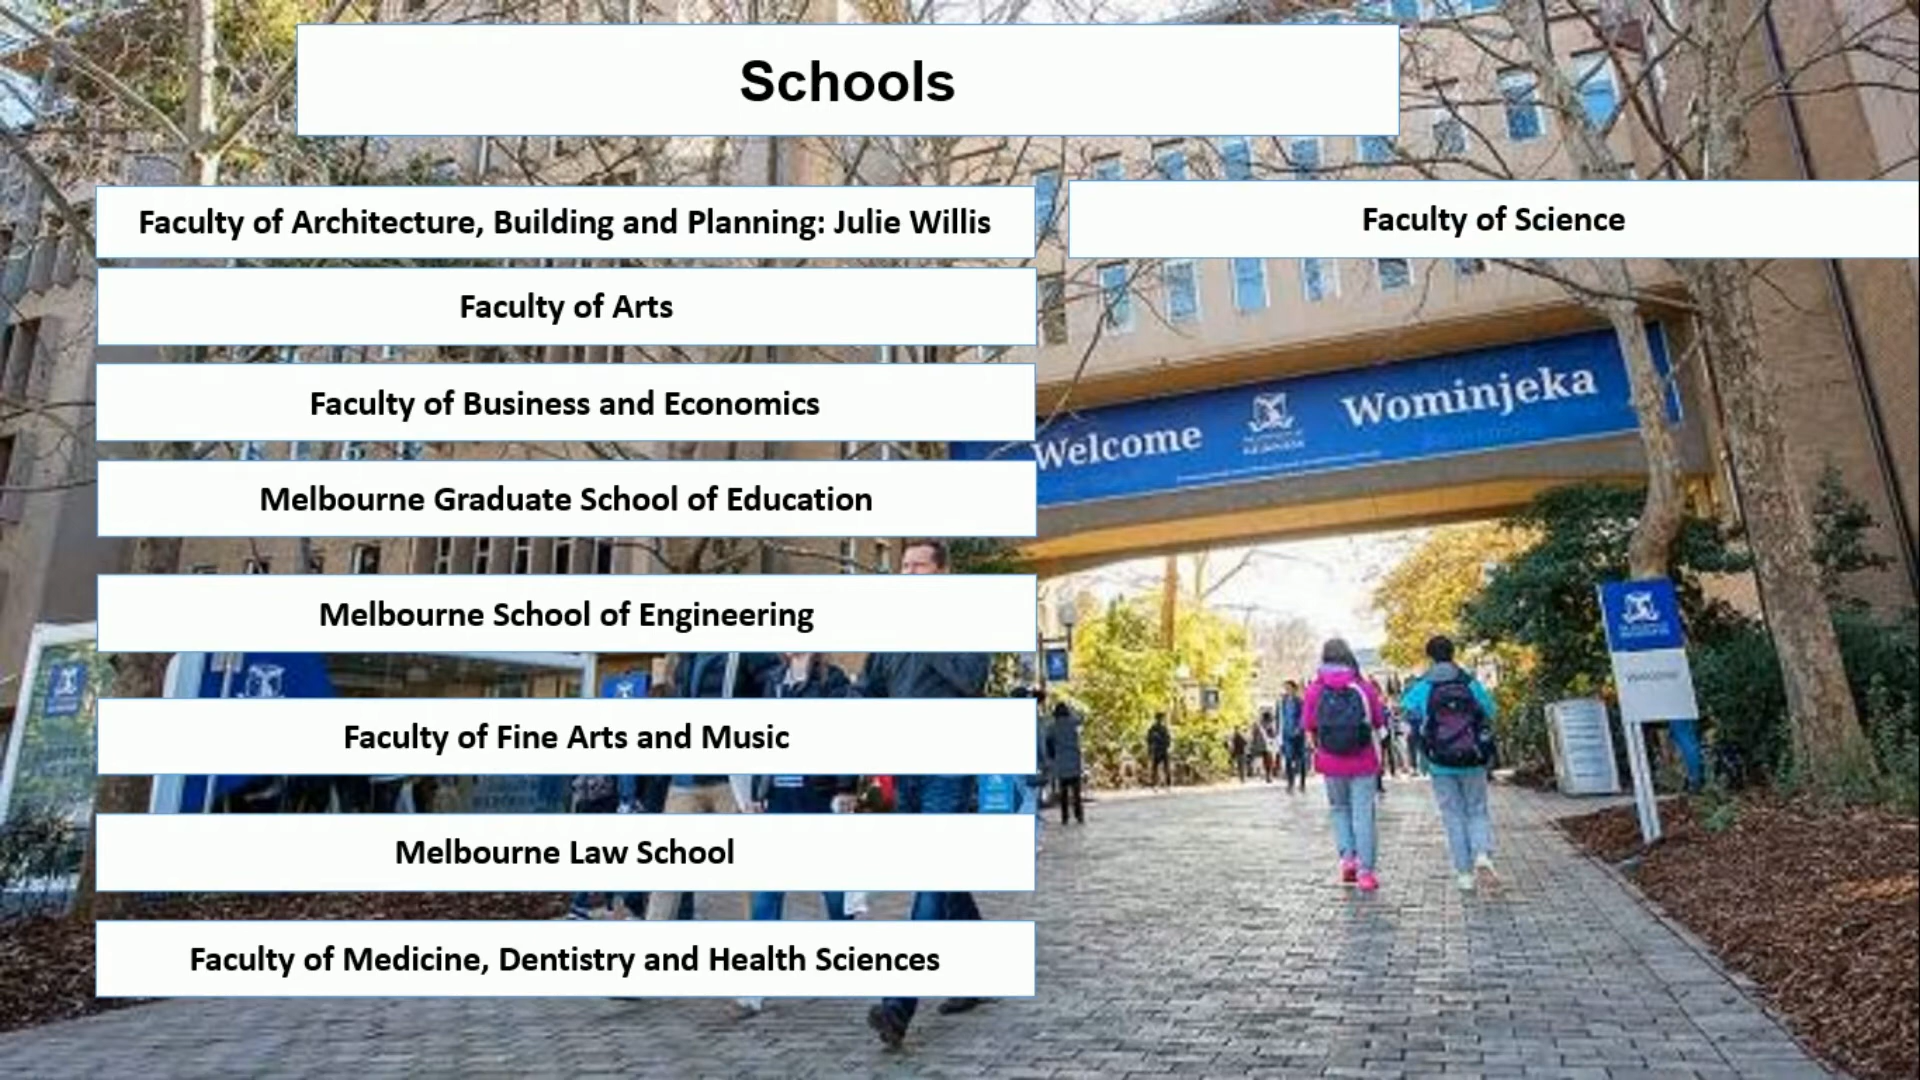 Schools
Faculty of Architecture, Building and Planning: Julie Willis
Faculty of Science
Faculty of Arts
Faculty of Business and Economics
Melbourne Graduate School of Education
Melbourne School of Engineering
Faculty of Fine Arts and Music
Melbourne Law School
Faculty of Medicine, Dentistry and Health Sciences
Welcome
Wominjeka